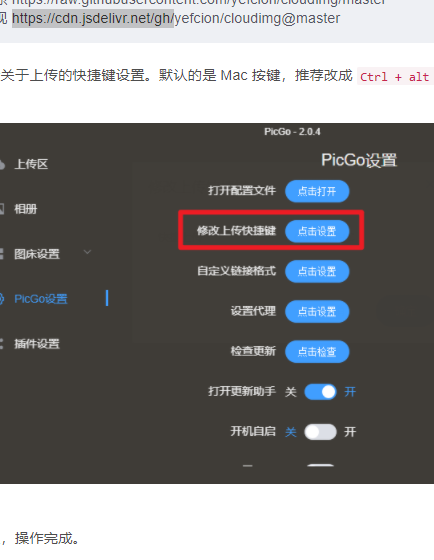 https://raw.githubusercontent.com/yefcion/cloudimg/master
现 https://cdn.jsdelivr.net/gh/yefcion/cloudimg@master
关于上传的快捷键设置。默认的是 Mac 按键，推荐改成 Ctrl + alt
PicGo - 2.0.4
PicGo设置
上传区
相册
图床设置
PicGo设置
插件设置
打开配置文件 点击打开
修改上传快捷键 点击设置
自定义链接格式 点击设置
设置代理 点击设置
检查更新 点击检查
打开更新助手 关 开
开机自启 关 开
，操作完成。